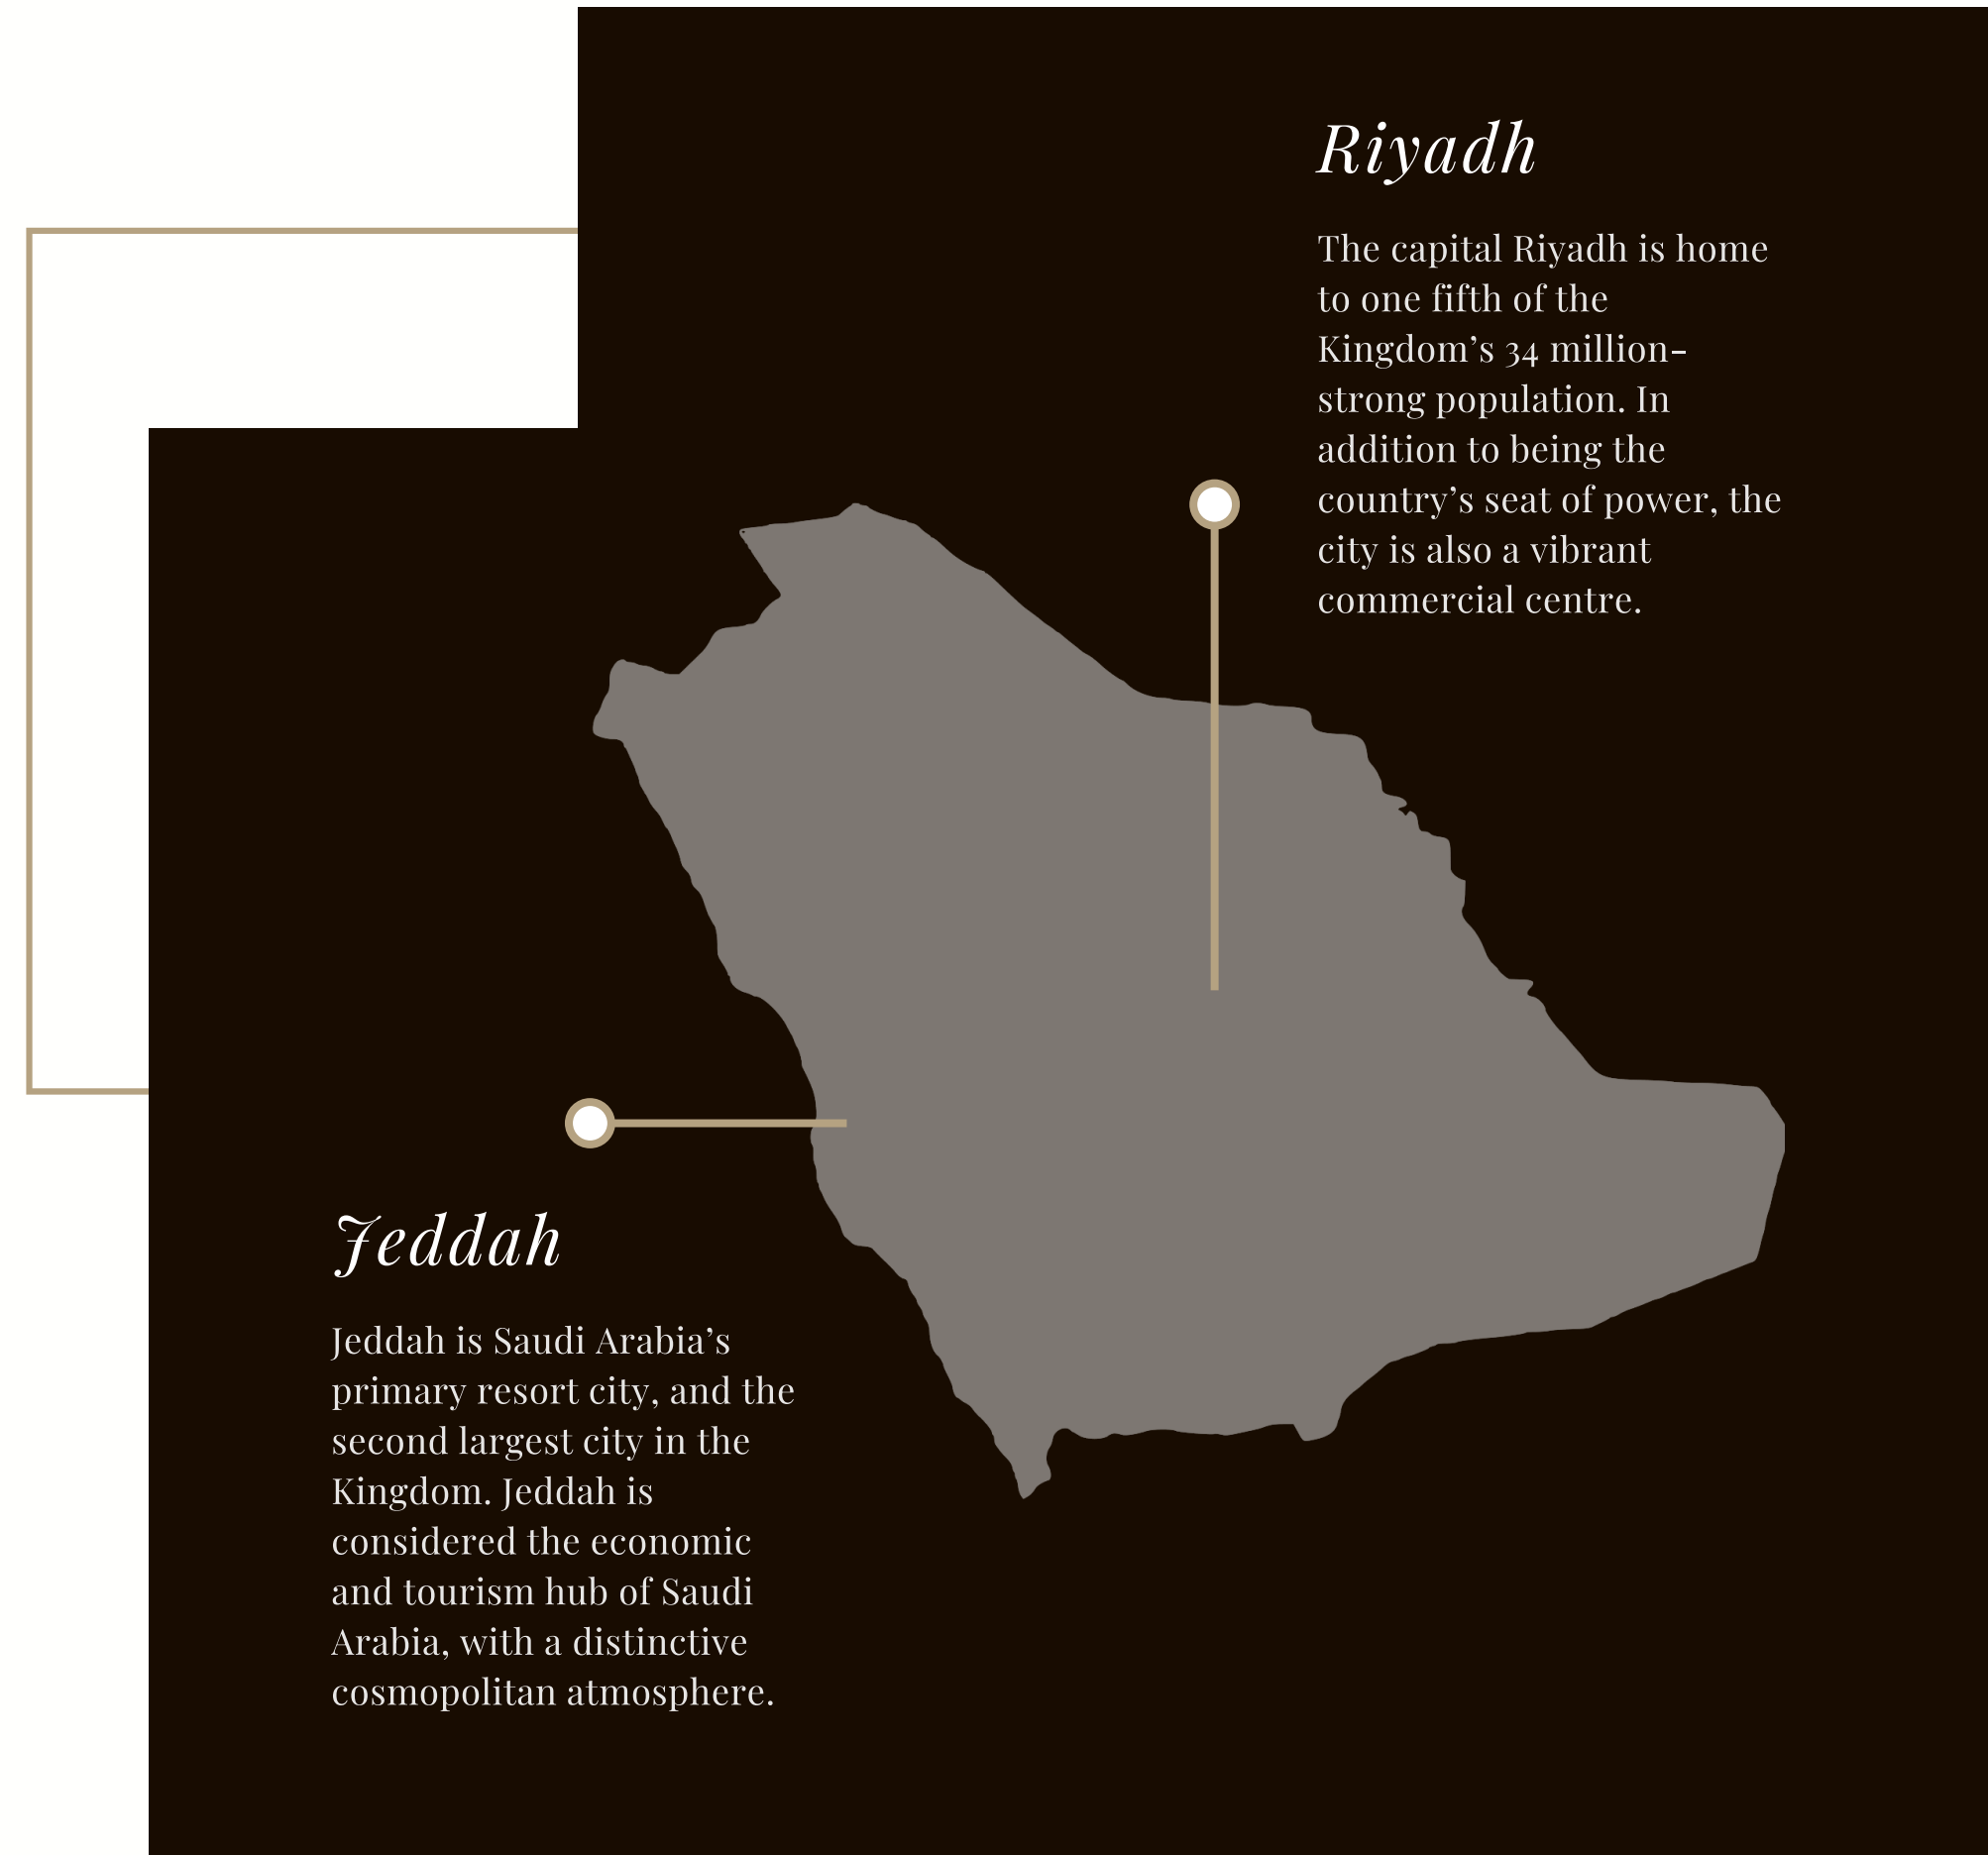 Riyadh
The capital Riyadh is home
to one fifth of the
Kingdom’s 34 million-
strong population. In
addition to being the
country’s seat of power, the
city is also a vibrant
commercial centre.
Jeddah
Jeddah is Saudi Arabia’s
primary resort city, and the
second largest city in the
Kingdom. Jeddah is
considered the economic
and tourism hub of Saudi
Arabia, with a distinctive
cosmopolitan atmosphere.